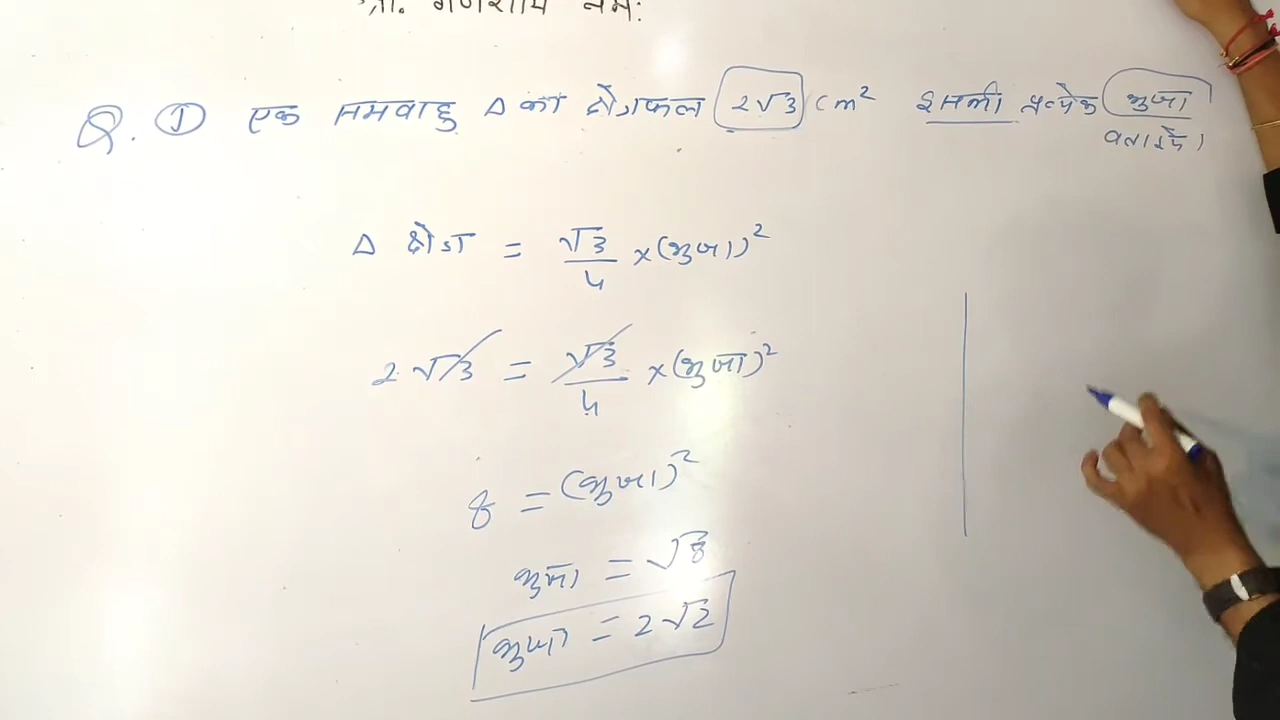 श्री. गणेशाय नमः
Q. ① एक समबाहु Δ का क्षेत्रफल 2√3 cm² इसकी प्रत्येक भुजा
बताईये।
Δ क्षेत्र = √3/4 × (भुजा)²
2√3 = √3/4 × (भुजा)²
8 = (भुजा)²
भुजा = √8
भुजा = 2√2